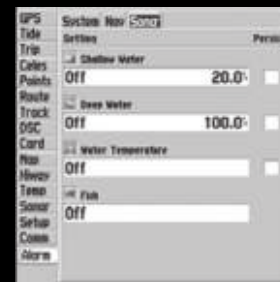 GPS
Tide
Trip
Celes
Points
Route
Track
DSC
Card
Map
Hiway
Temp
Sonar
Setup
Comm
Alarm
System Nav Sonar
Setting
Shallow Water
Off 20.0
Deep Water
Off 100.0
Water Temperature
Off
Fish
Off